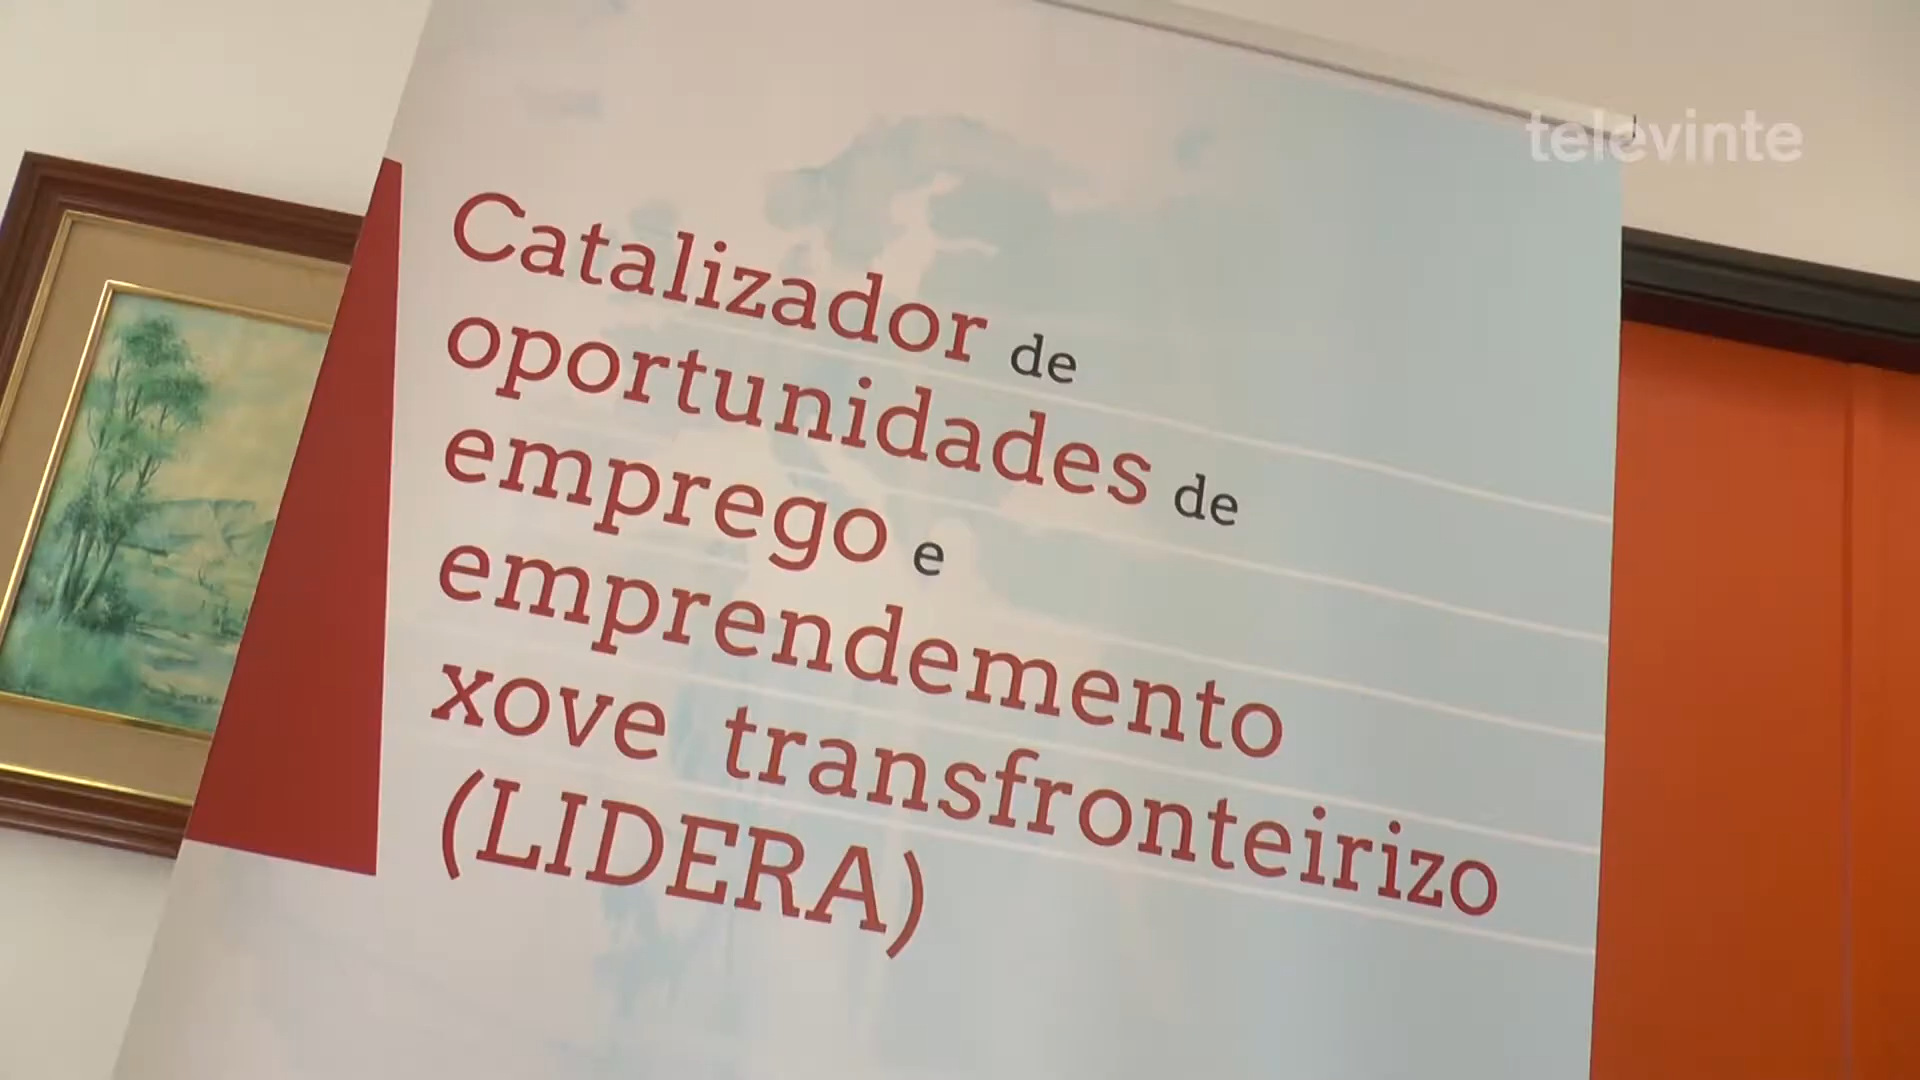 televinte
Catalizador de
oportunidades de
emprego e
emprendemento
xove transfronteirizo
(LIDERA)